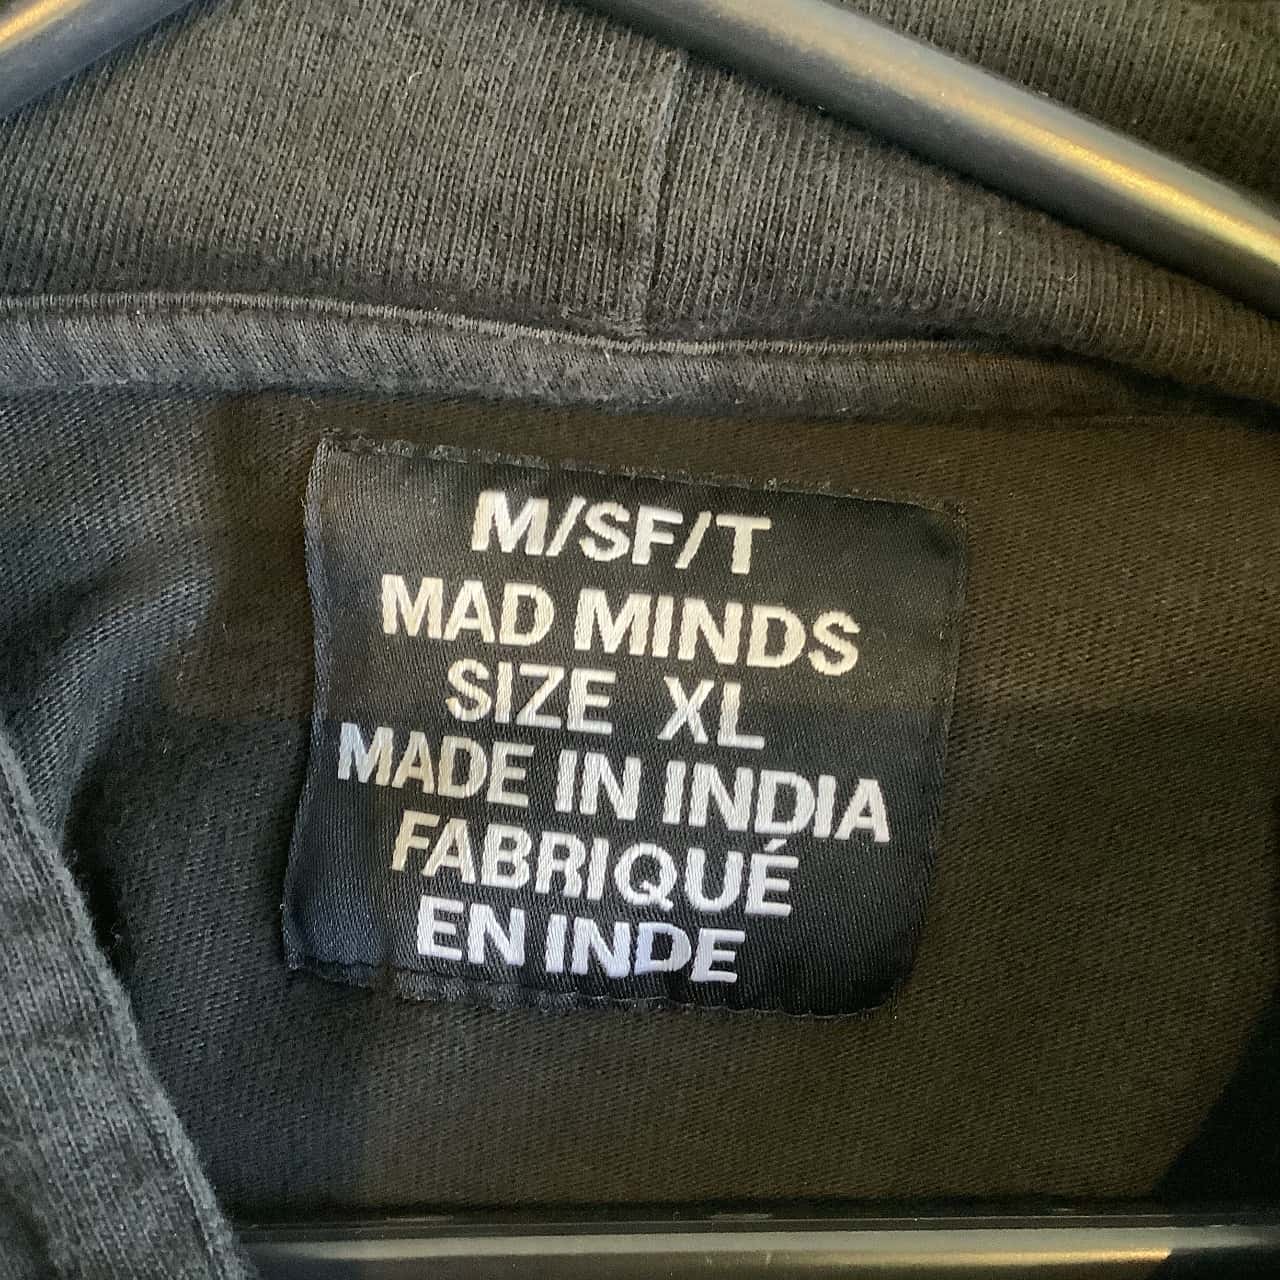 M/SF/T
MAD MINDS
SIZE XL
MADE IN INDIA
FABRIQUÉ
EN INDE